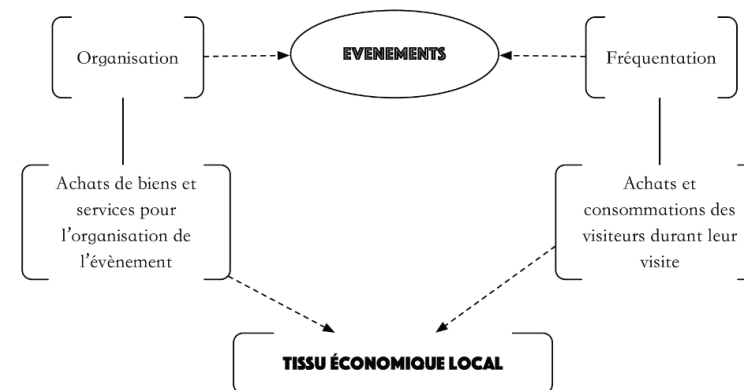 Organisation
EVENEMENTS
Fréquentation
Achats de biens et
services pour
l'organisation de
l'évènement
Achats et
consommations des
visiteurs durant leur
visite
TISSU ÉCONOMIQUE LOCAL